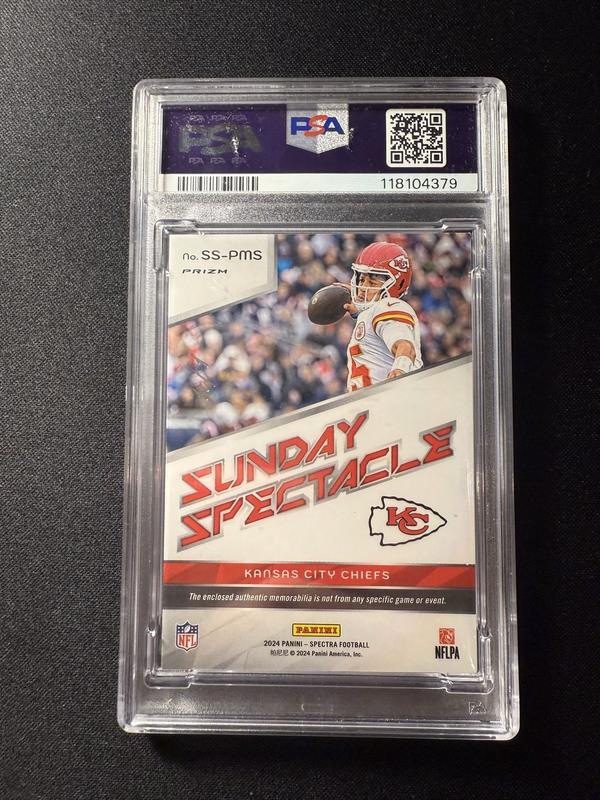 PSA
118104379
No. SS-PMS
PRIZM
KC
5
SUNDAY
SPECTACLE
KC
KANSAS CITY CHIEFS
The enclosed authentic memorabilia is not from any specific game or event.
NFL
PANINI
2024 PANINI – SPECTRA FOOTBALL
帕尼尼 © 2024 Panini America, Inc.
NFLPA